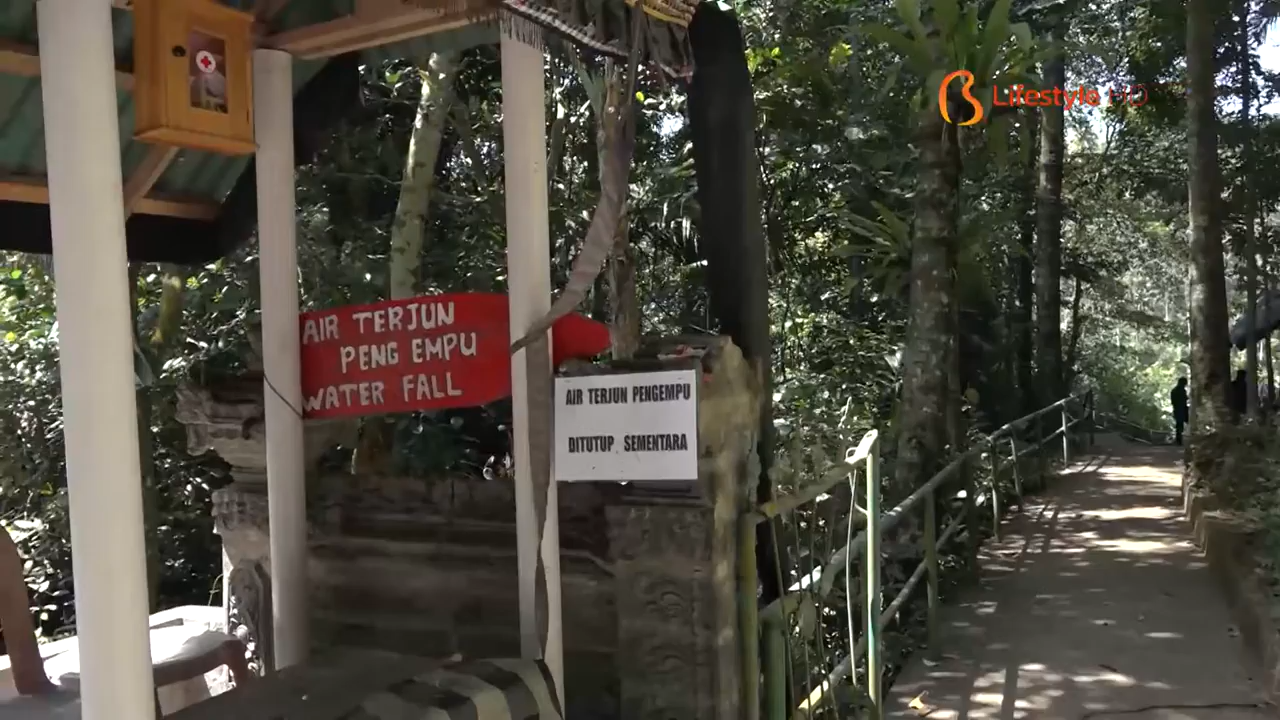 Lifestyle HD
AIR TERJUN
PENG EMPU
WATER FALL
AIR TERJUN PENGEMPU
DITUTUP SEMENTARA